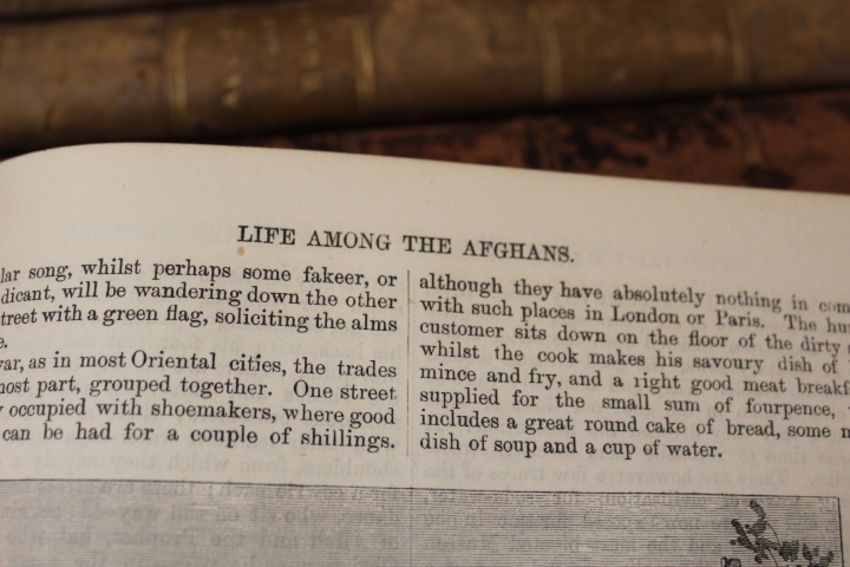 LIFE AMONG THE AFGHANS.
lar song, whilst perhaps some fakeer, or
dicant, will be wandering down the other
treet with a green flag, soliciting the alms
e.
var, as in most Oriental cities, the trades
most part, grouped together. One street
occupied with shoemakers, where good
can be had for a couple of shillings.
although they have absolutely nothing in
with such places in London or Paris. The
customer sits down on the floor of the dirty
whilst the cook makes his savoury dish of
mince and fry, and a right good meat
supplied for the small sum of fourpence,
includes a great round cake of bread, some
dish of soup and a cup of water.